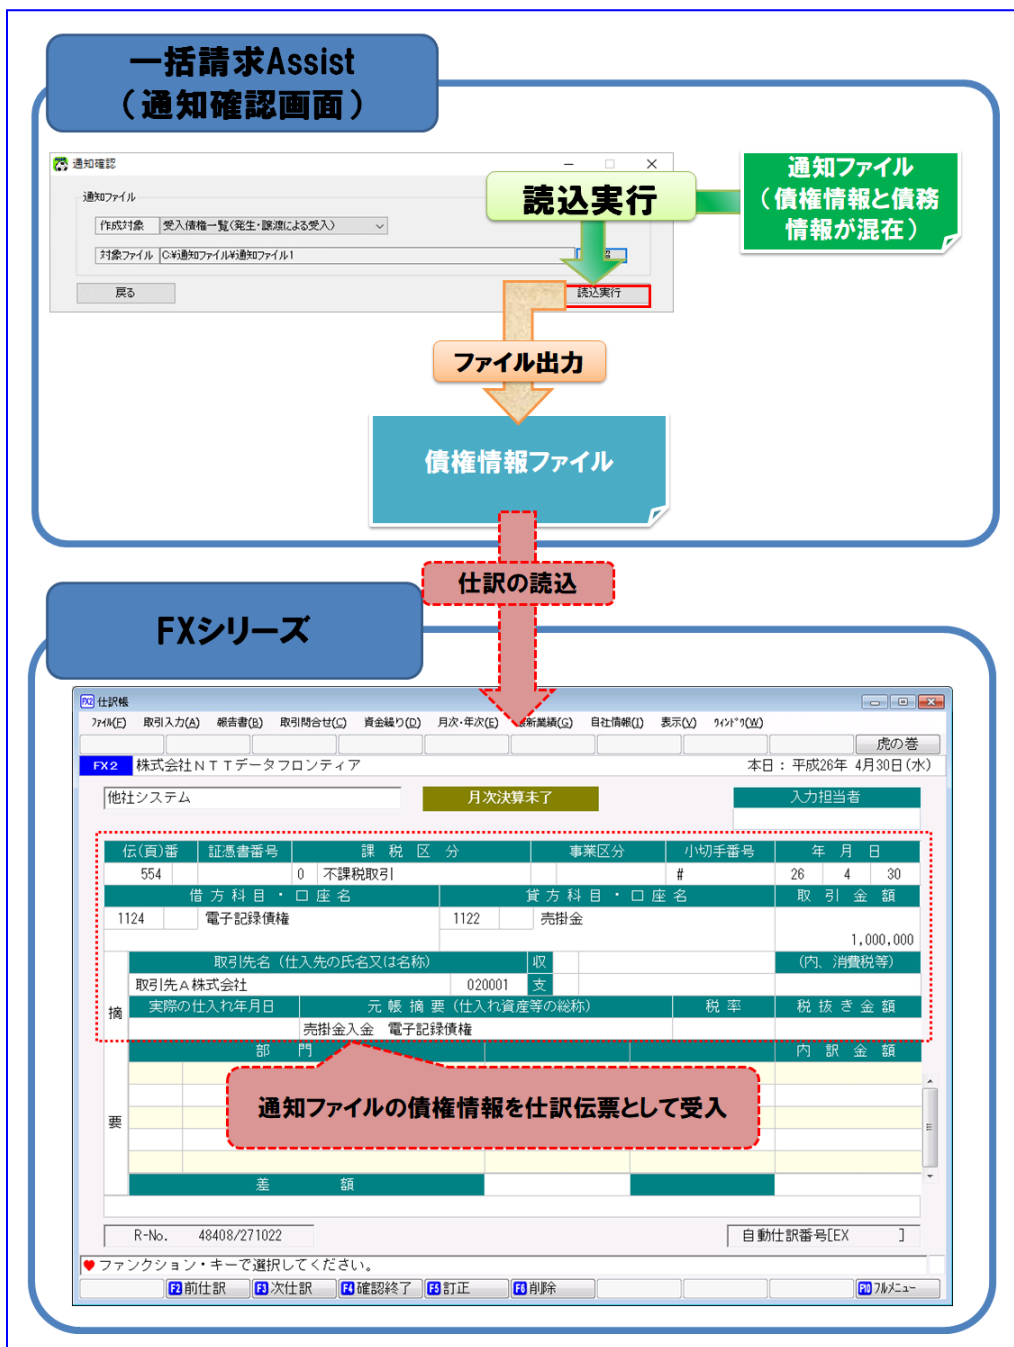 一括請求Assist
（通知確認画面）
通知確認
通知ファイル
作成対象 受入債権一覧(発生・譲渡による受入)
対象ファイル C:¥通知ファイル¥通知ファイル1
戻る
読込実行
読込実行
通知ファイル
（債権情報と債務
情報が混在）
ファイル出力
債権情報ファイル
仕訳の読込
FXシリーズ
FX2 仕訳帳
ファイル(F) 取引入力(A) 報告書(B) 取引問合せ(C) 資金繰り(D) 月次・年次(E) 最新業績(G) 自社情報(I) 表示(V) ウィンドウ(W)
虎の巻
FX2 株式会社ＮＴＴデータフロンティア 本日：平成26年 4月30日(水)
他社システム 月次決算未了 入力担当者
伝(頁)番 証憑書番号 課税区分 事業区分 小切手番号 年月日
554 0 不課税取引 # 26 4 30
借方科目・口座名 貸方科目・口座名 取引金額
1124 電子記録債権 1122 売掛金
1,000,000
取引先名（仕入先の氏名又は名称） 収 (内、消費税等)
取引先Ａ株式会社 020001 支
摘 実際の仕入れ年月日 元帳摘要（仕入れ資産等の総称） 税率 税抜き金額
売掛金入金 電子記録債権
部門 内訳金額
通知ファイルの債権情報を仕訳伝票として受入
要
差額
R-No. 48408/271022 自動仕訳番号[EX ]
ファンクション・キーで選択してください。
F2前仕訳 F3次仕訳 F4確認終了 F5訂正 F8削除 F10フルメニュー